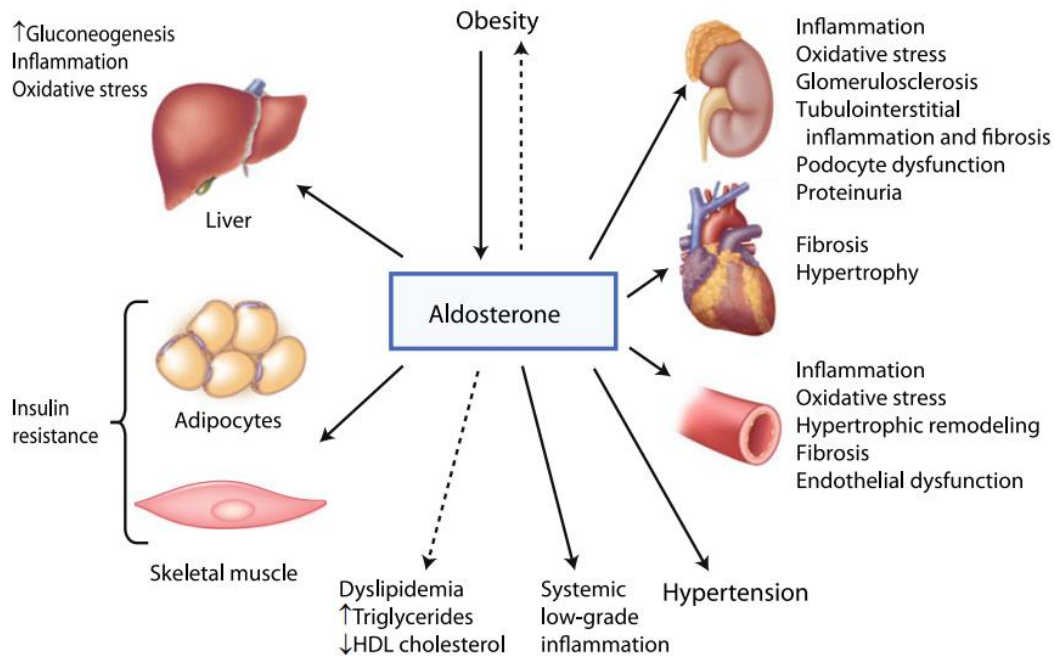 Obesity
↑Gluconeogenesis
Inflammation
Oxidative stress
Liver
Inflammation
Oxidative stress
Glomerulosclerosis
Tubulointerstitial
inflammation and fibrosis
Podocyte dysfunction
Proteinuria
Fibrosis
Hypertrophy
Aldosterone
Inflammation
Oxidative stress
Hypertrophic remodeling
Fibrosis
Endothelial dysfunction
Insulin
resistance
Adipocytes
Skeletal muscle
Dyslipidemia
↑Triglycerides
↓HDL cholesterol
Systemic
low-grade
inflammation
Hypertension